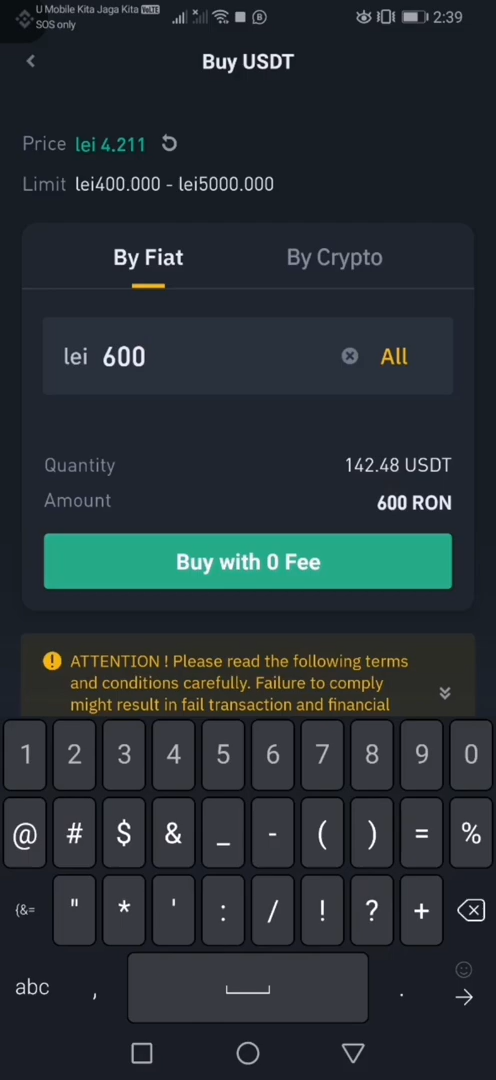 U Mobile Kita Jaga Kita VoLTE
SOS only
2:39
Buy USDT
Price lei 4.211
Limit lei400.000 - lei5000.000
By Fiat By Crypto
lei 600 All
Quantity 142.48 USDT
Amount 600 RON
Buy with 0 Fee
ATTENTION ! Please read the following terms
and conditions carefully. Failure to comply
might result in fail transaction and financial
1 2 3 4 5 6 7 8 9 0
@ # $ & _ - ( ) = %
{&= " * ' : / ! ? +
abc , .